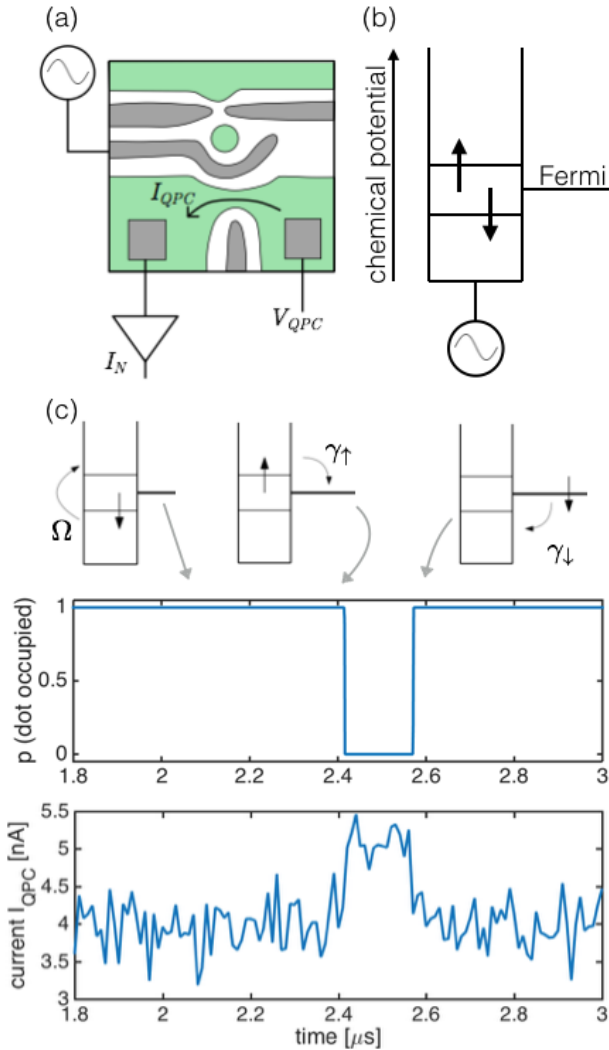 (a)
I_QPC
V_QPC
I_N
(b)
chemical potential
Fermi
(c)
Ω
γ↑
γ↓
p (dot occupied)
1
0.5
0
1.8 2 2.2 2.4 2.6 2.8 3
current I_QPC [nA]
5.5
5
4.5
4
3.5
3
1.8 2 2.2 2.4 2.6 2.8 3
time [μs]